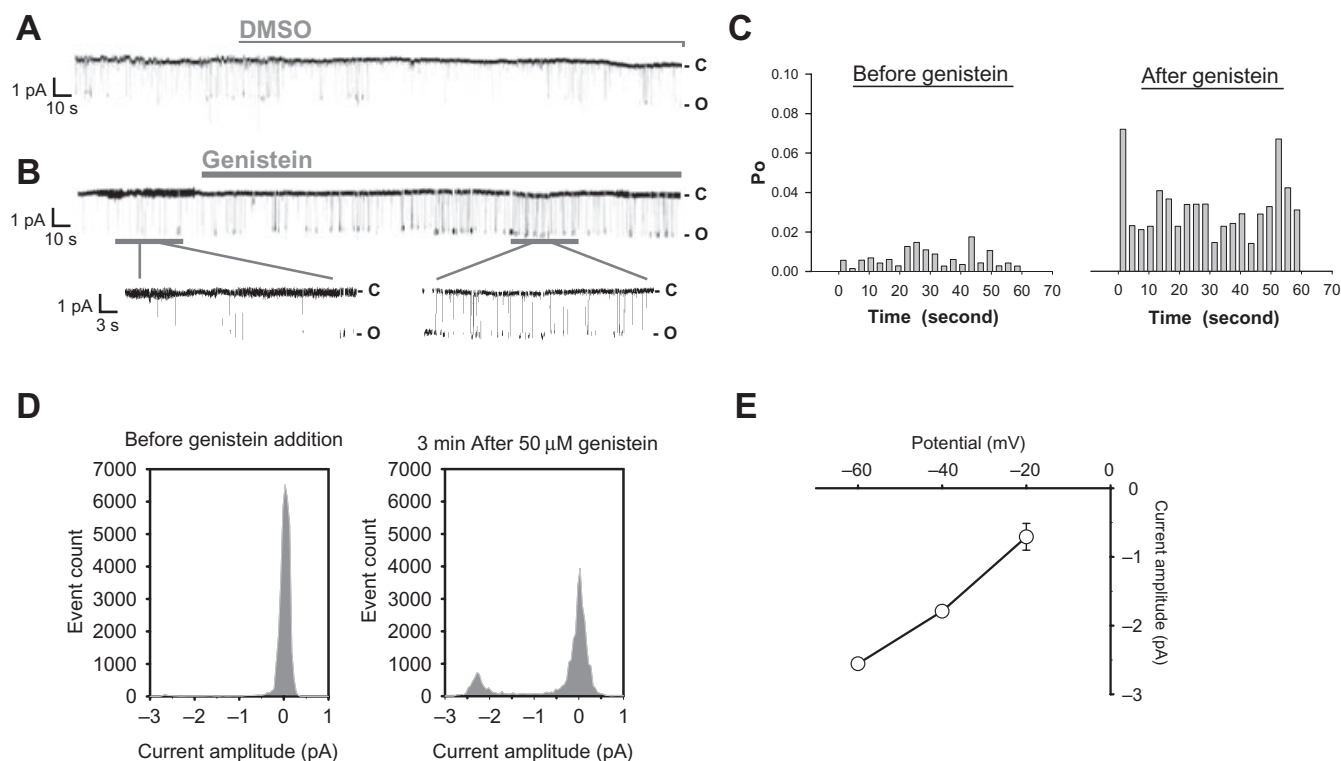 A
DMSO
- C
- O
1 pA
10 s
B
Genistein
- C
- O
1 pA
10 s
1 pA
3 s
- C
- O
- C
- O
C
Before genistein
After genistein
Po
0.10
0.08
0.06
0.04
0.02
0.00
0 10 20 30 40 50 60 70
0 10 20 30 40 50 60 70
Time (second)
Time (second)
D
Before genistein addition
3 min After 50 μM genistein
Event count
7000
6000
5000
4000
3000
2000
1000
0
–3 –2 –1 0 1
Current amplitude (pA)
Event count
7000
6000
5000
4000
3000
2000
1000
0
–3 –2 –1 0 1
Current amplitude (pA)
E
Potential (mV)
–60 –40 –20 0
0
–1
–2
–3
Current amplitude (pA)